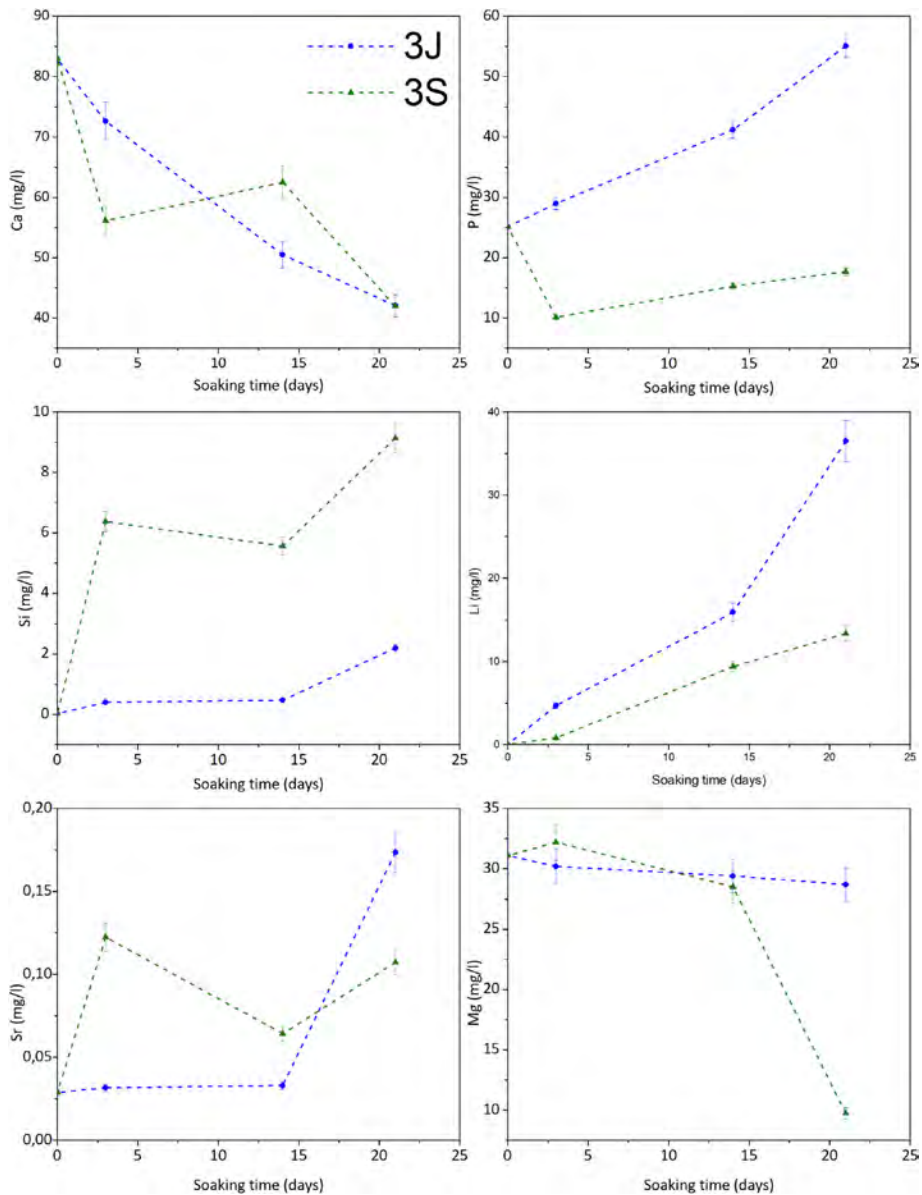 90
80
70
60
50
40
Ca (mg/l)
3J
3S
0 5 10 15 20 25
Soaking time (days)
60
50
40
30
20
10
P (mg/l)
0 5 10 15 20 25
Soaking time (days)
10
8
6
4
2
0
Si (mg/l)
0 5 10 15 20 25
Soaking time (days)
40
30
20
10
0
Li (mg/l)
0 5 10 15 20 25
Soaking time (days)
0,20
0,15
0,10
0,05
0,00
Sr (mg/l)
0 5 10 15 20 25
Soaking time (days)
35
30
25
20
15
10
Mg (mg/l)
0 5 10 15 20 25
Soaking time (days)